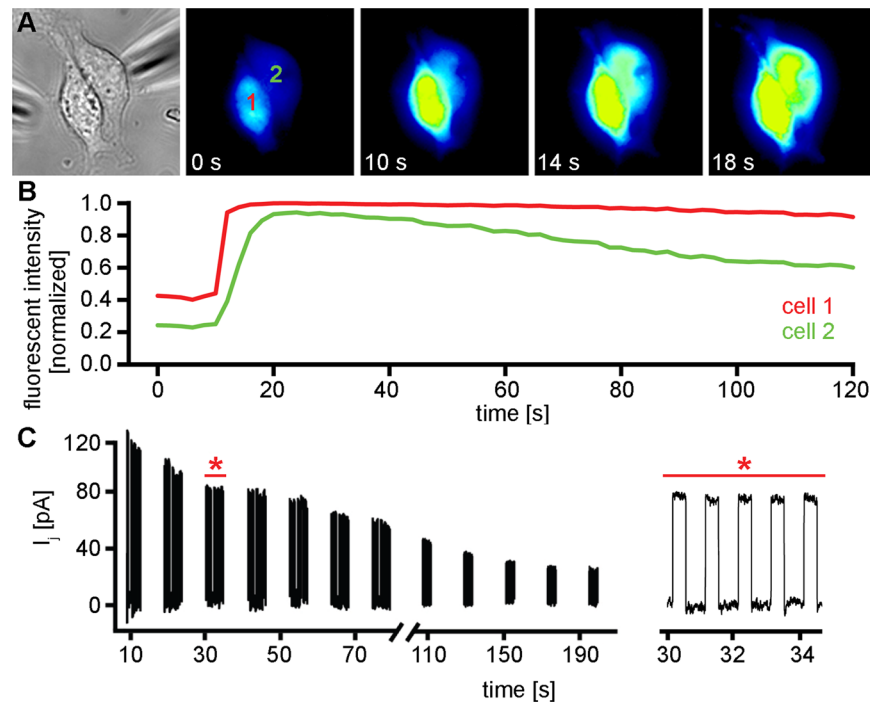 A
1
2
0 s
10 s
14 s
18 s
B
fluorescent intensity
[normalized]
1.0
0.8
0.6
0.4
0.2
0.0
cell 1
cell 2
0 20 40 60 80 100 120
time [s]
C
Ij [pA]
120
80
40
0
*
*
10 30 50 70 110 150 190
30 32 34
time [s]